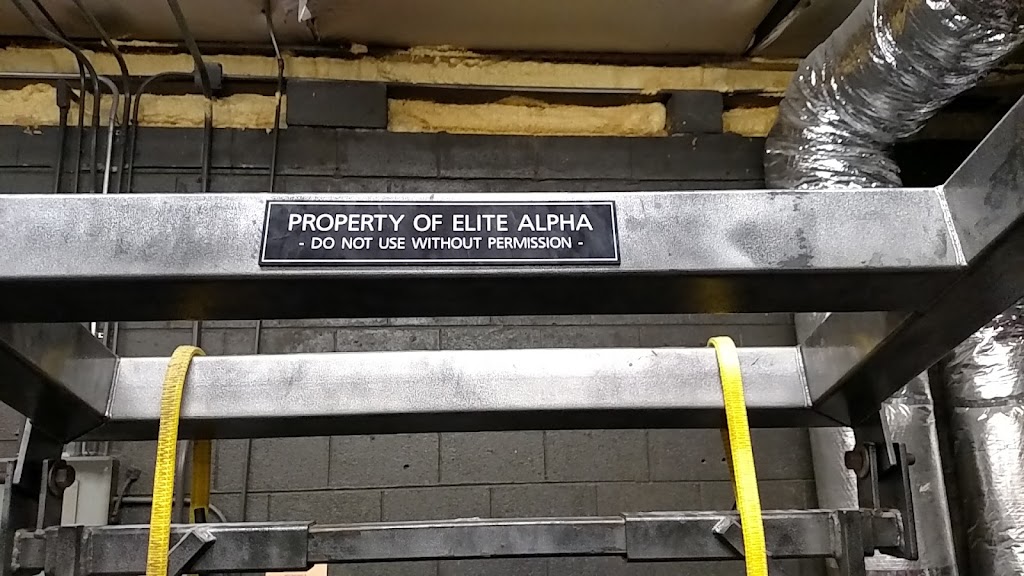 PROPERTY OF ELITE ALPHA
- DO NOT USE WITHOUT PERMISSION -